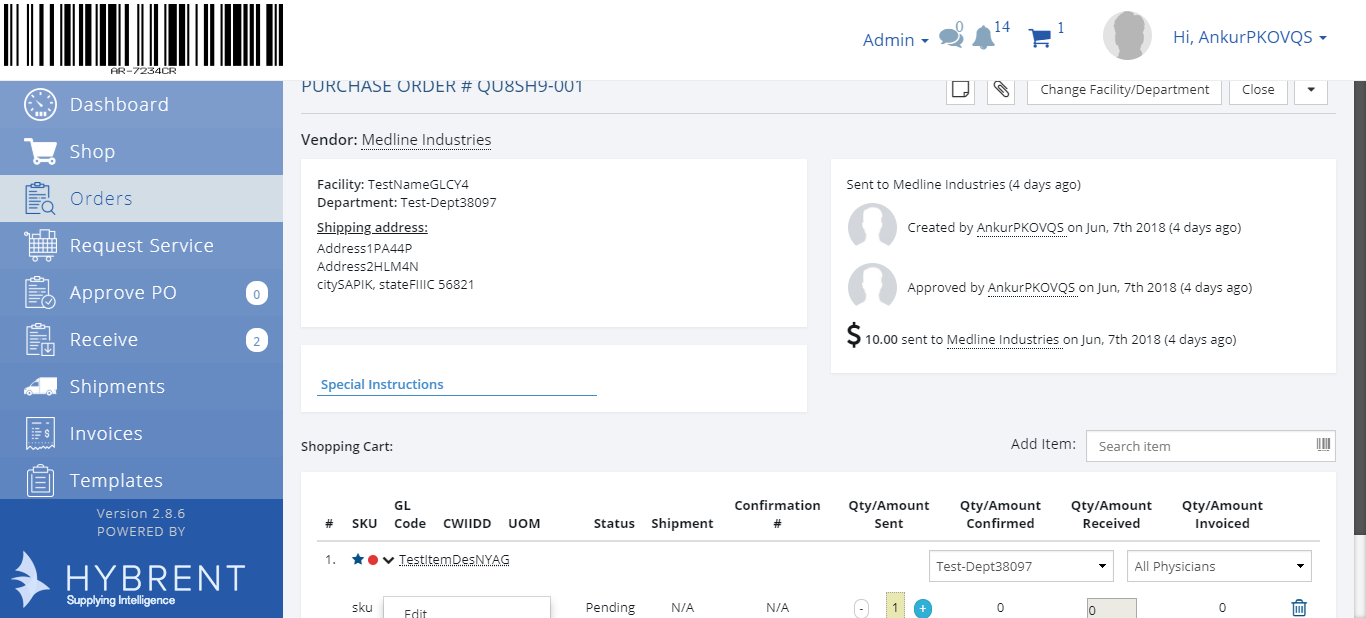 AR-7234CR
Admin
0
14
1
Hi, AnkurPKOVQS
Dashboard
Shop
Orders
Request Service
Approve PO 0
Receive 2
Shipments
Invoices
Templates
Version 2.8.6
POWERED BY
HYBRENT
Supplying Intelligence
PURCHASE ORDER # QU8SH9-001
Change Facility/Department
Close
Vendor: Medline Industries
Facility: TestNameGLCY4
Department: Test-Dept38097
Shipping address:
Address1PA44P
Address2HLM4N
citySAPIK, stateFIIIC 56821
Special Instructions
Sent to Medline Industries (4 days ago)
Created by AnkurPKOVQS on Jun, 7th 2018 (4 days ago)
Approved by AnkurPKOVQS on Jun, 7th 2018 (4 days ago)
$ 10.00 sent to Medline Industries on Jun, 7th 2018 (4 days ago)
Shopping Cart:
Add Item: Search item
# SKU GL Code CWIIDD UOM Status Shipment Confirmation # Qty/Amount Sent Qty/Amount Confirmed Qty/Amount Received Qty/Amount Invoiced
1. TestItemDesNYAG Test-Dept38097 All Physicians
sku Edit Pending N/A N/A - 1 + 0 0 0